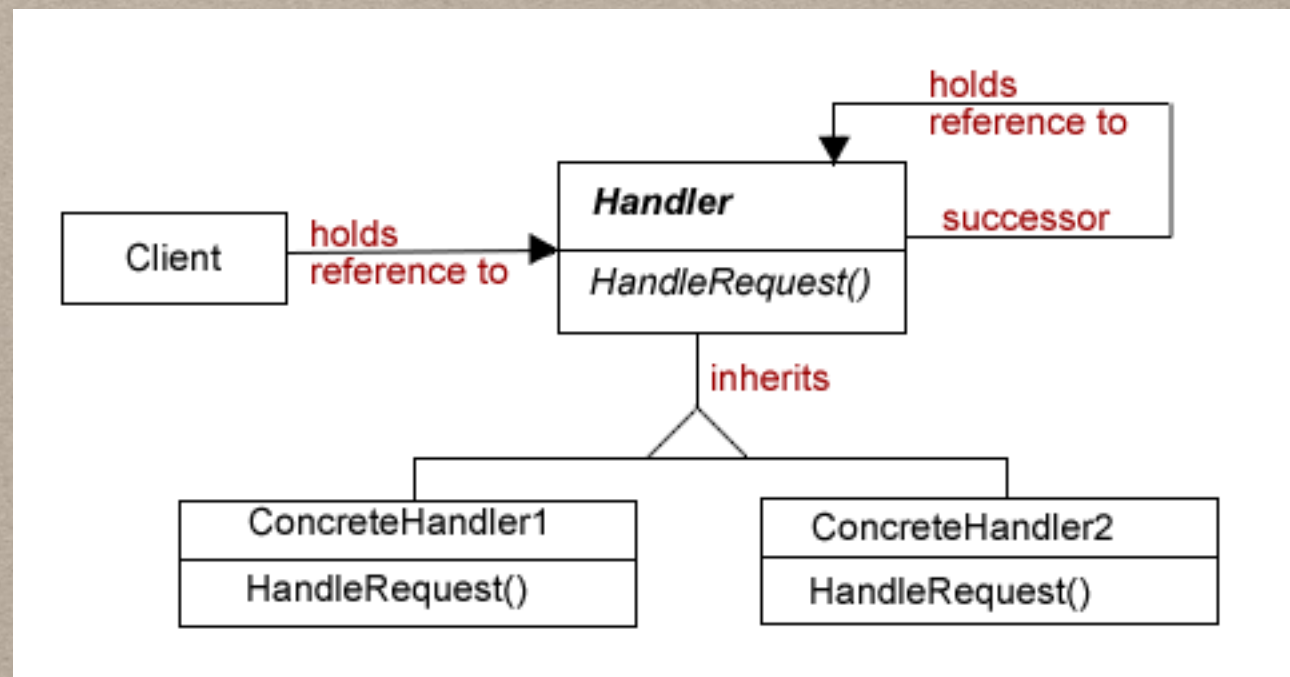 holds
reference to
Handler
successor
Client
holds
reference to
HandleRequest()
inherits
ConcreteHandler1
HandleRequest()
ConcreteHandler2
HandleRequest()